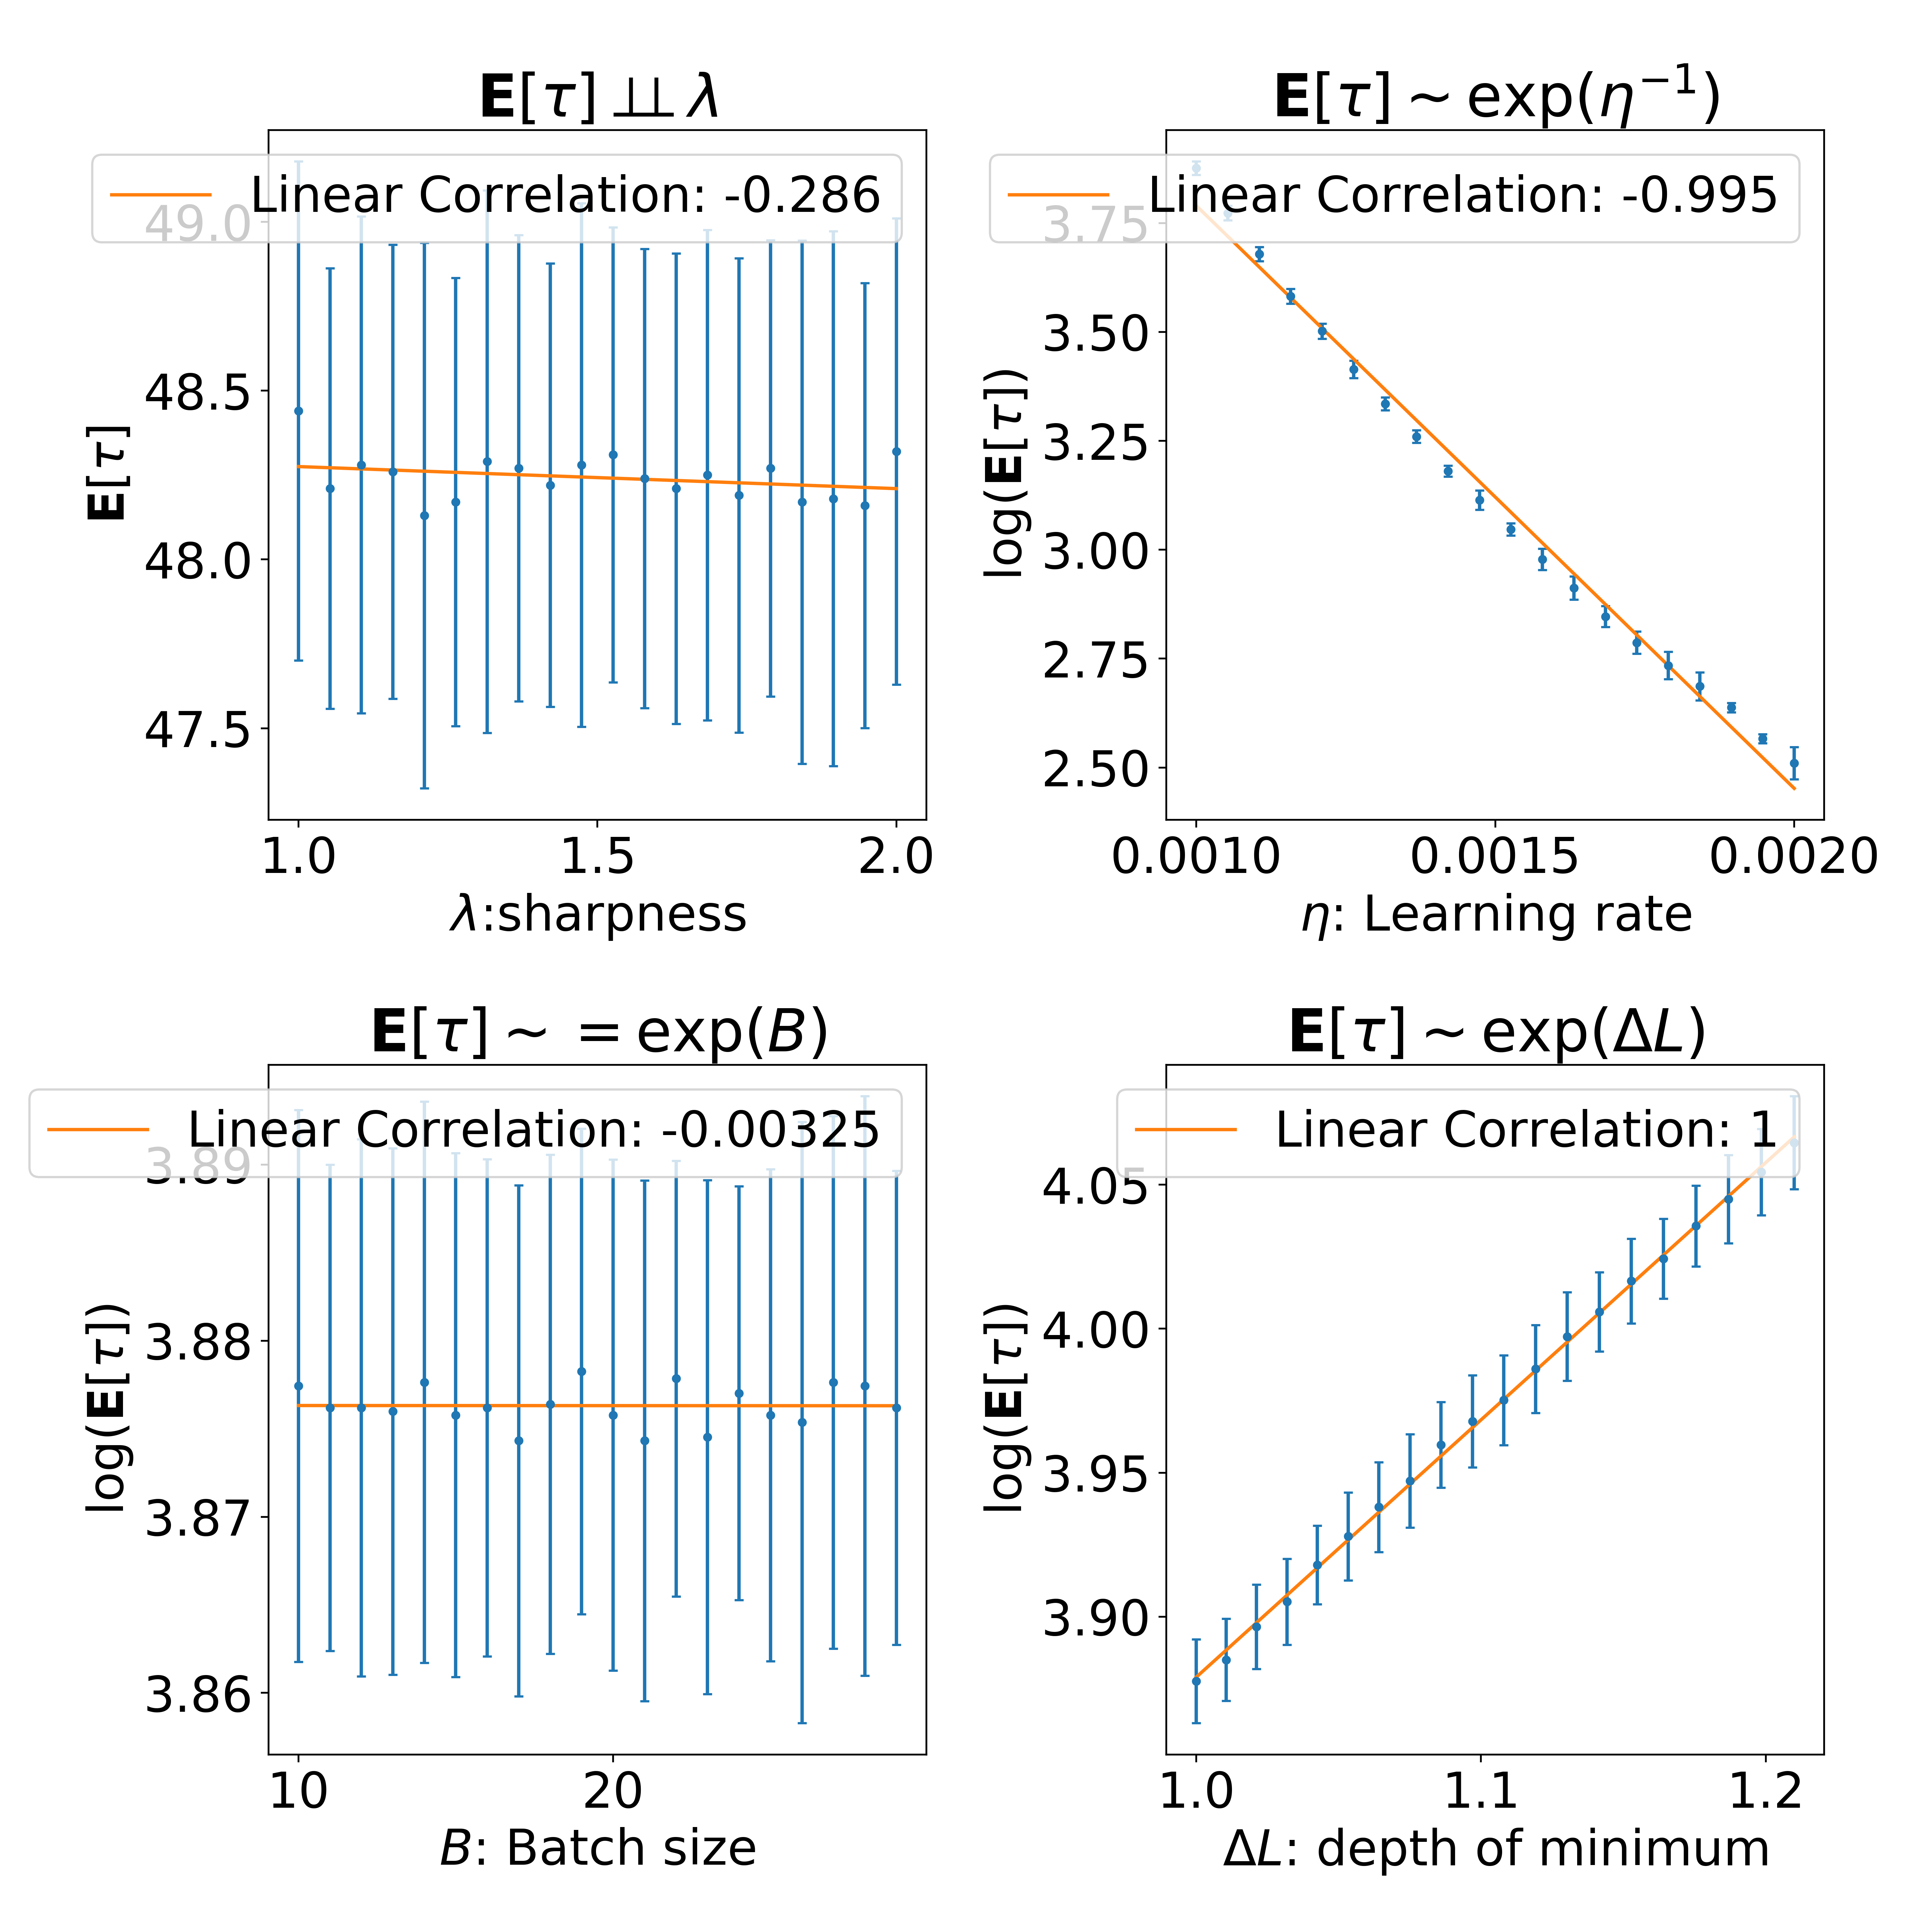 E[τ] ⫫ λ
Linear Correlation: -0.286
49.0
48.5
48.0
47.5
E[τ]
1.0 1.5 2.0
λ:sharpness
E[τ] ~ exp(η⁻¹)
Linear Correlation: -0.995
3.75
3.50
3.25
3.00
2.75
2.50
log(E[τ])
0.0010 0.0015 0.0020
η: Learning rate
E[τ] ~ = exp(B)
Linear Correlation: -0.00325
3.89
3.88
3.87
3.86
log(E[τ])
10 20
B: Batch size
E[τ] ~ exp(ΔL)
Linear Correlation: 1
4.05
4.00
3.95
3.90
log(E[τ])
1.0 1.1 1.2
ΔL: depth of minimum